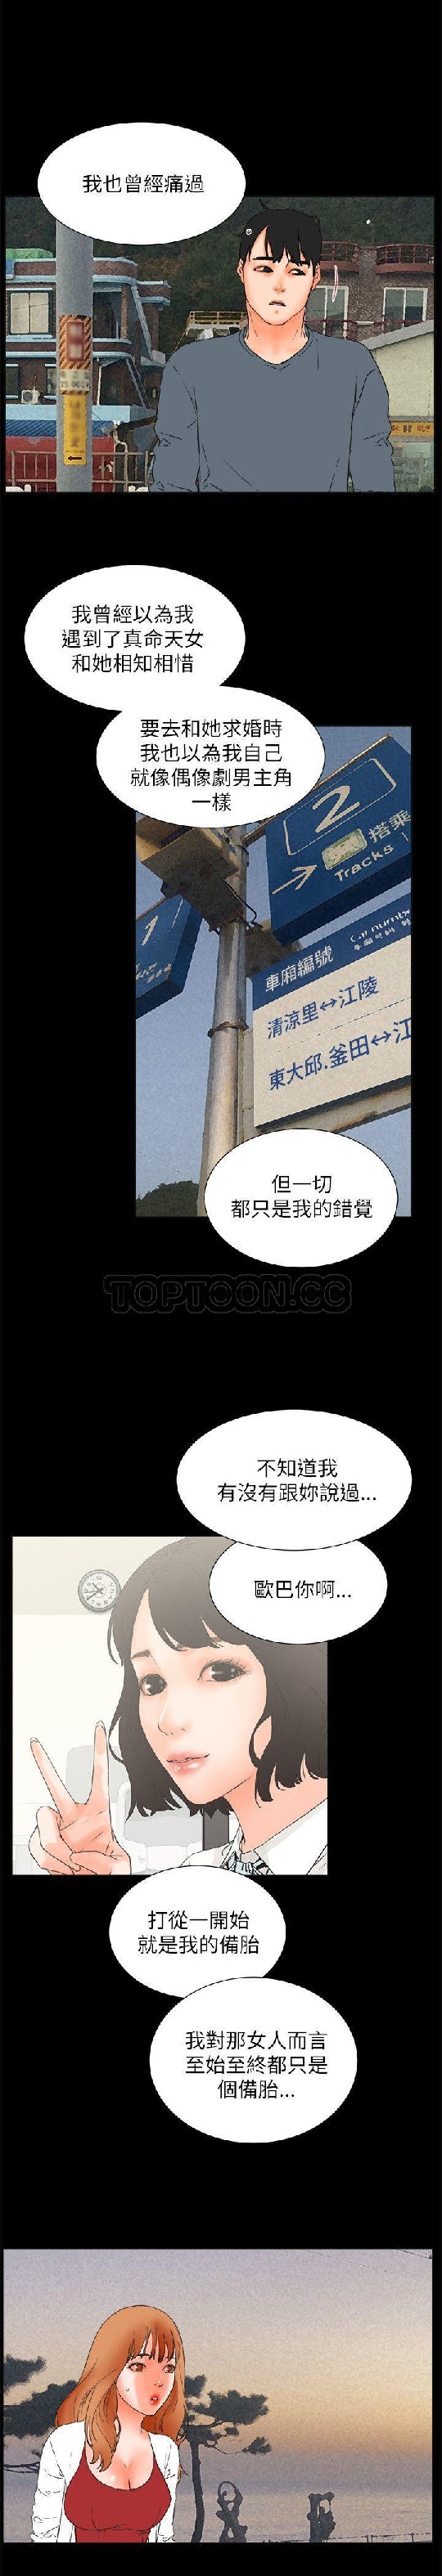 我也曾經痛過
我曾經以為我
遇到了真命天女
和她相知相惜
要去和她求婚時
我也以為我自己
就像偶像劇男主角
一樣
1
2
搭乘
Tracks
車廂編號
清涼里↔江陵
東大邱.釜田↔江
但一切
都只是我的錯覺
TOPTOON.CC
不知道我
有沒有跟妳說過...
歐巴你啊...
打從一開始
就是我的備胎
我對那女人而言
至始至終都只是
個備胎...